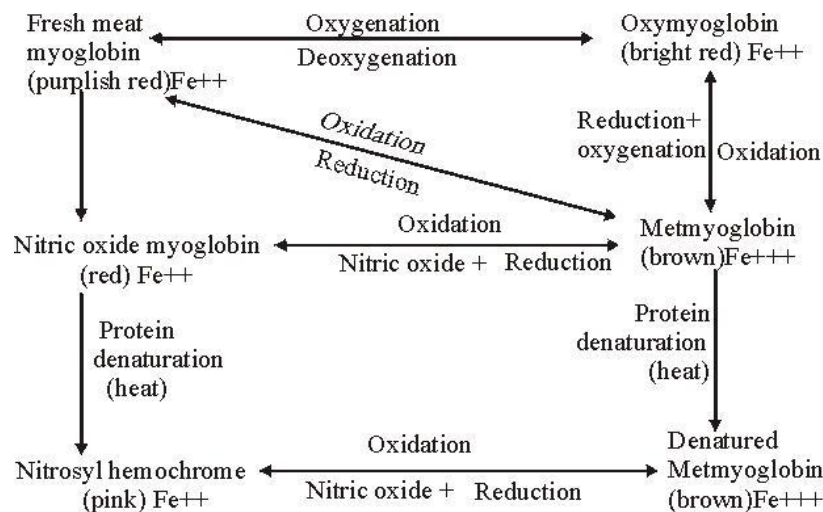 Fresh meat
myoglobin
(purplish red)Fe++
Oxygenation
Deoxygenation
Oxymyoglobin
(bright red) Fe++
Oxidation
Reduction
Reduction+
oxygenation
Oxidation
Nitric oxide myoglobin
(red) Fe++
Oxidation
Nitric oxide + Reduction
Metmyoglobin
(brown)Fe+++
Protein
denaturation
(heat)
Protein
denaturation
(heat)
Nitrosyl hemochrome
(pink) Fe++
Oxidation
Nitric oxide + Reduction
Denatured
Metmyoglobin
(brown)Fe+++